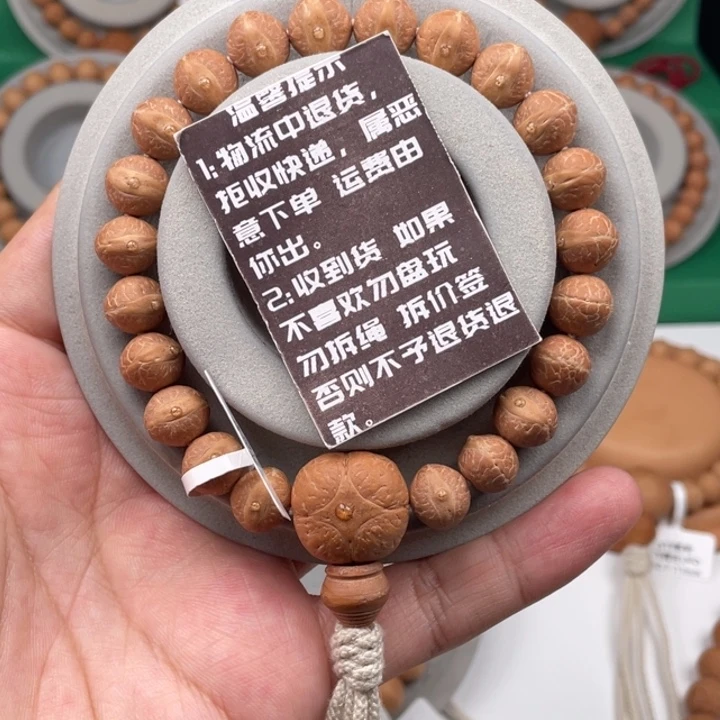 温馨提示
1:物流中退货，
拒收快递，属恶
意下单 运费由
你出。
2:收到货 如果
不喜欢勿盘玩
勿拆绳 拆价签
否则不予退货退
款。